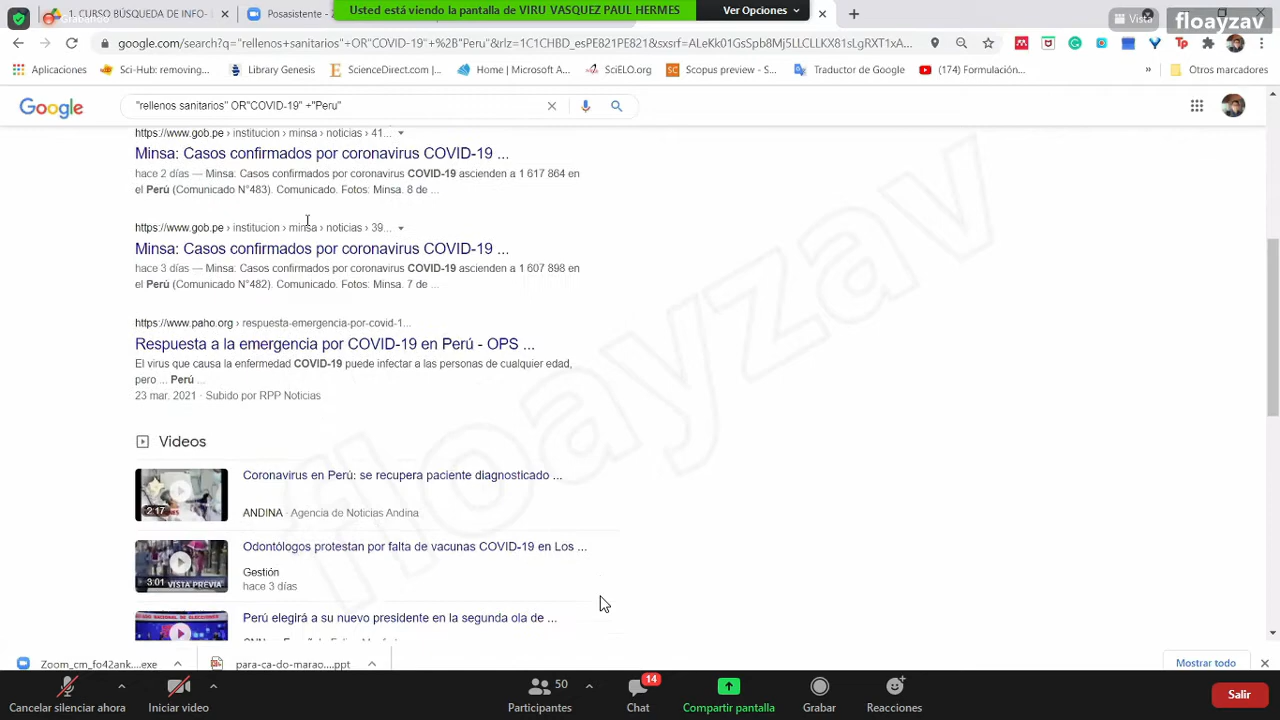 Usted está viendo la pantalla de VIRU VASQUEZ PAUL HERMES
Ver Opciones
1. CURSO BÚSQUEDA DE INFO-
Posasistente -
Grabando
Vista
floayzav
google.com/search?q="rellenos+sanitarios"
Aplicaciones
Sci-Hub: removing...
Library Genesis
ScienceDirect.com |...
Home | Microsoft A...
SciELO.org
Scopus preview - S...
Traductor de Google
(174) Formulación...
»
Otros marcadores
Google
"rellenos sanitarios" OR"COVID-19" +"Peru"
https://www.gob.pe › institucion › minsa › noticias › 41...
Minsa: Casos confirmados por coronavirus COVID-19 ...
hace 2 días — Minsa: Casos confirmados por coronavirus COVID-19 ascienden a 1 617 864 en
el Perú (Comunicado N°483). Comunicado. Fotos: Minsa. 8 de ...
https://www.gob.pe › institucion › minsa › noticias › 39...
Minsa: Casos confirmados por coronavirus COVID-19 ...
hace 3 días — Minsa: Casos confirmados por coronavirus COVID-19 ascienden a 1 607 898 en
el Perú (Comunicado N°482). Comunicado. Fotos: Minsa. 7 de ...
https://www.paho.org › respuesta-emergencia-por-covid-1...
Respuesta a la emergencia por COVID-19 en Perú - OPS ...
El virus que causa la enfermedad COVID-19 puede infectar a las personas de cualquier edad,
pero ... Perú ...
23 mar. 2021 · Subido por RPP Noticias
Videos
Coronavirus en Perú: se recupera paciente diagnosticado ...
2:17
ANDINA · Agencia de Noticias Andina
Odontólogos protestan por falta de vacunas COVID-19 en Los ...
3:01 VISTA PREVIA
Gestión
hace 3 días
Perú elegirá a su nuevo presidente en la segunda ola de ...
floayzav
Zoom_cm_fo42ank....exe
para-ca-do-marao....ppt
Mostrar todo
50
14
Cancelar silenciar ahora
Iniciar video
Participantes
Chat
Compartir pantalla
Grabar
Reacciones
Salir